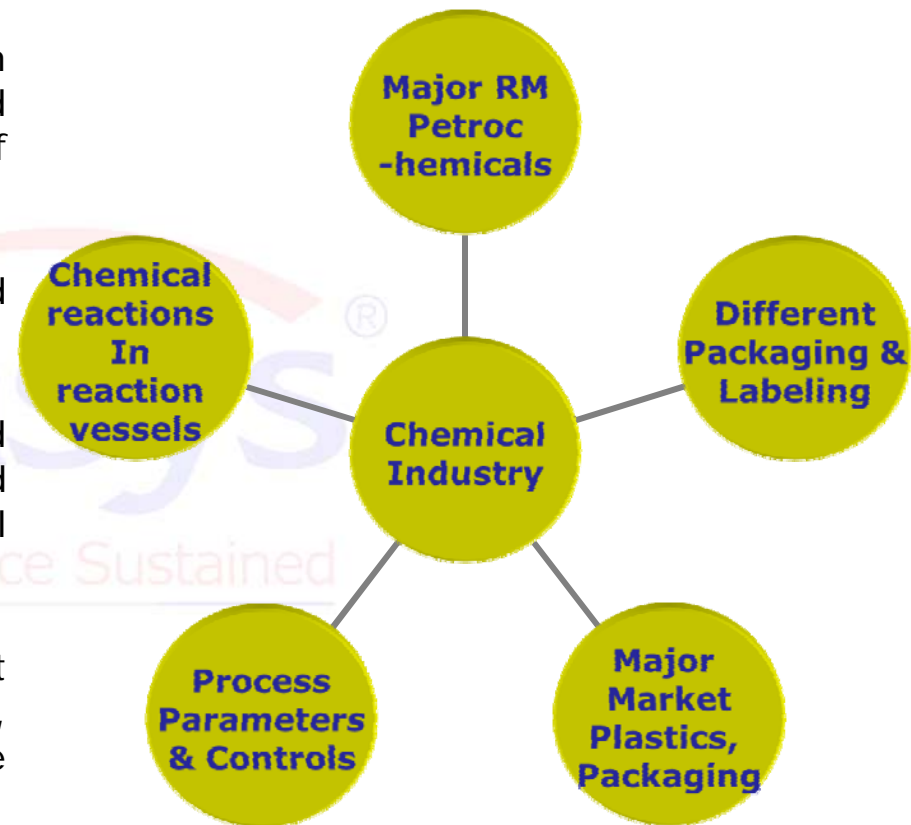 Major RM
Petroc
-hemicals
Chemical
reactions
In
reaction
vessels
®
Different
Packaging &
Labeling
Chemical
Industry
Sustained
Process
Parameters
& Controls
Major
Market
Plastics,
Packaging